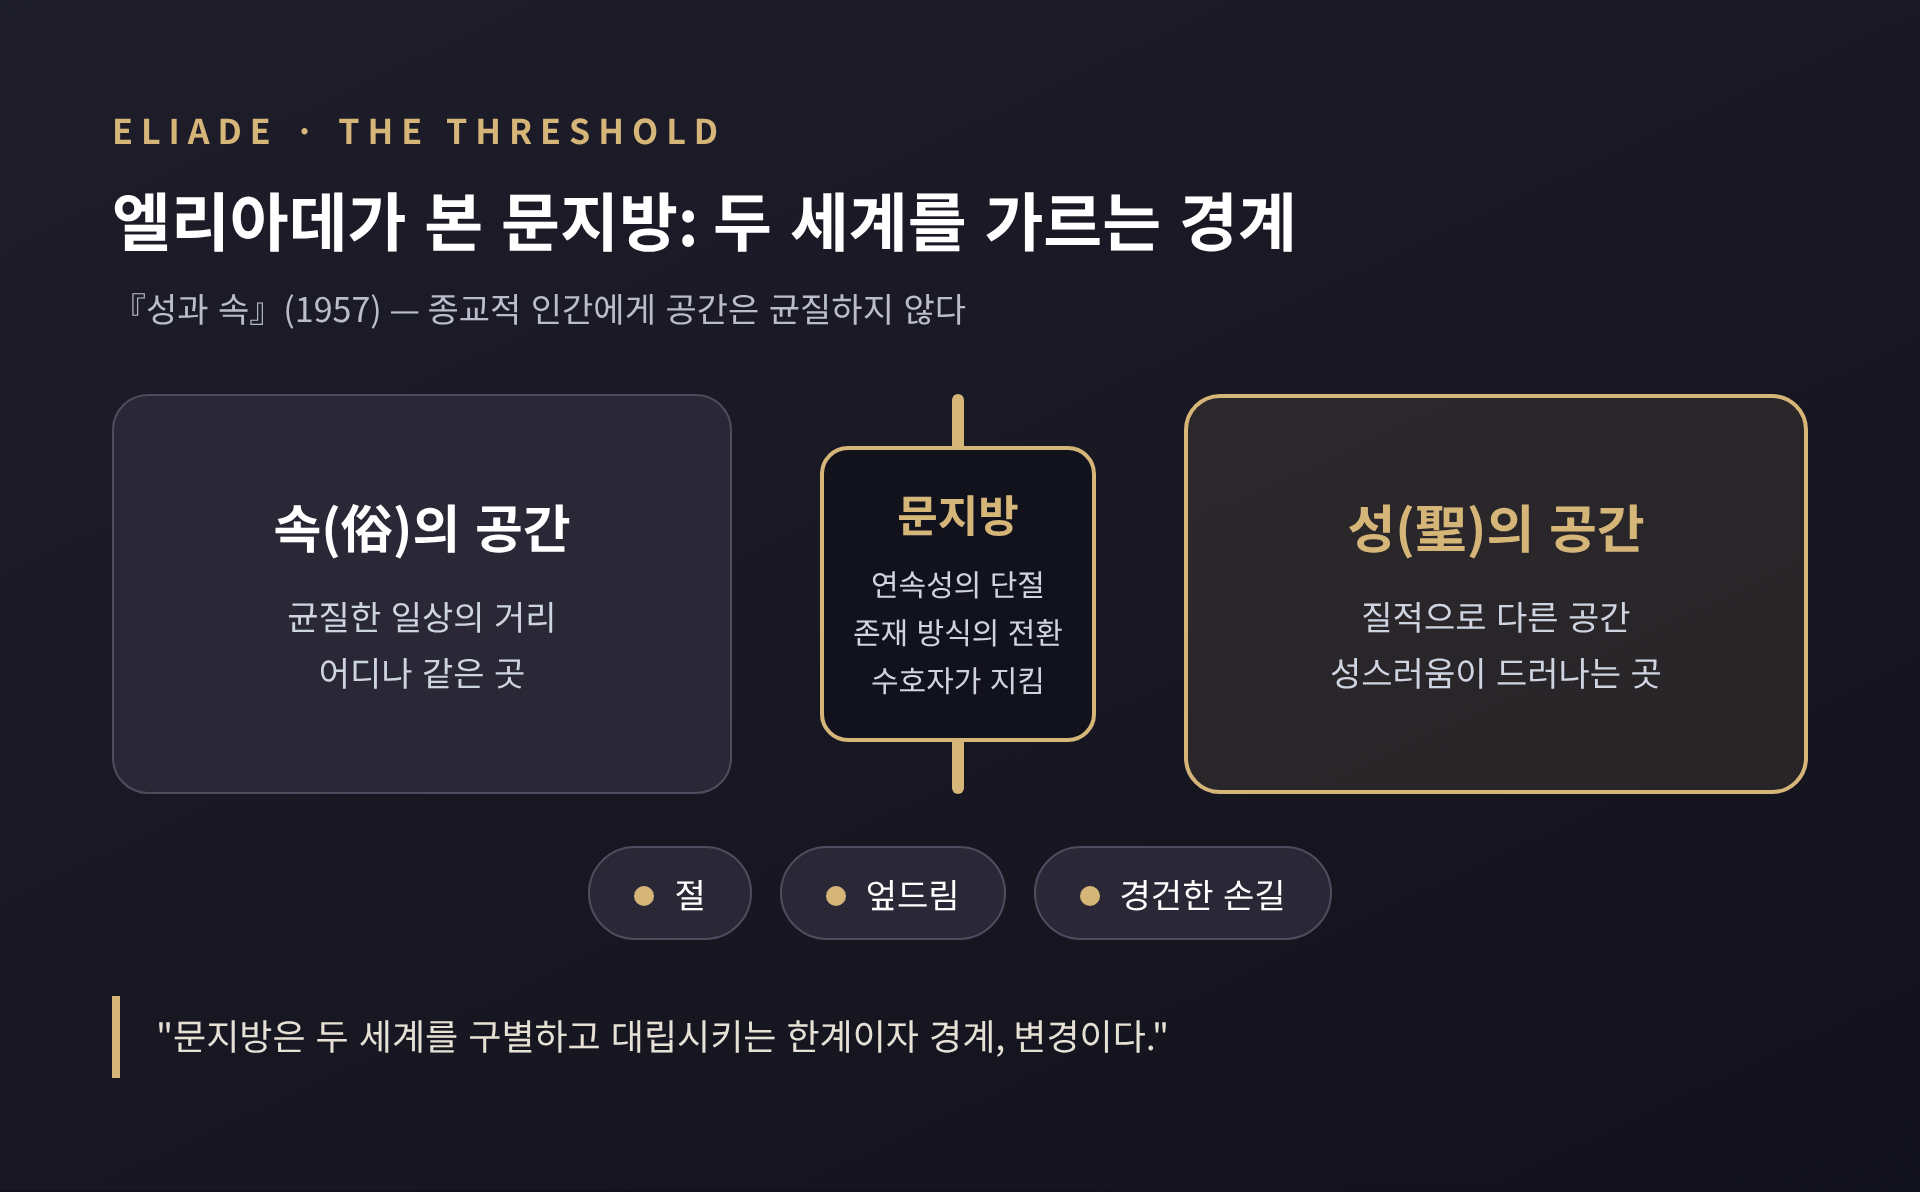 ELIADE · THE THRESHOLD
엘리아데가 본 문지방: 두 세계를 가르는 경계
『성과 속』(1957) — 종교적 인간에게 공간은 균질하지 않다
속(俗)의 공간
균질한 일상의 거리
어디나 같은 곳
문지방
연속성의 단절
존재 방식의 전환
수호자가 지킴
성(聖)의 공간
질적으로 다른 공간
성스러움이 드러나는 곳
절
엎드림
경건한 손길
"문지방은 두 세계를 구별하고 대립시키는 한계이자 경계, 변경이다."